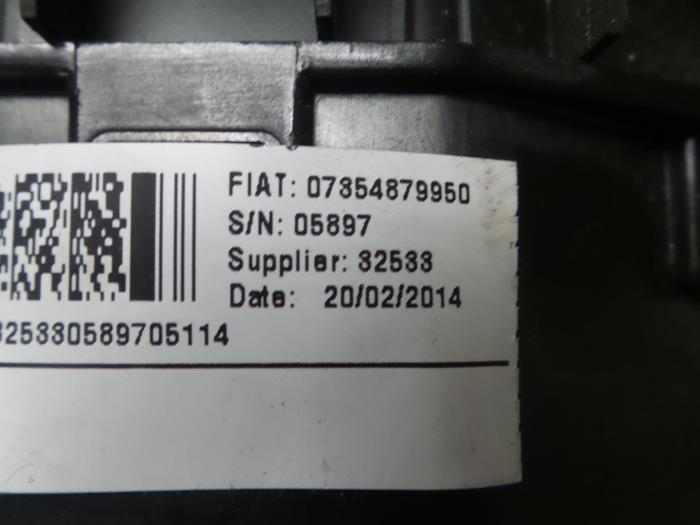 FIAT: 07354879950
S/N: 05897
Supplier: 32533
Date: 20/02/2014
325330589705114